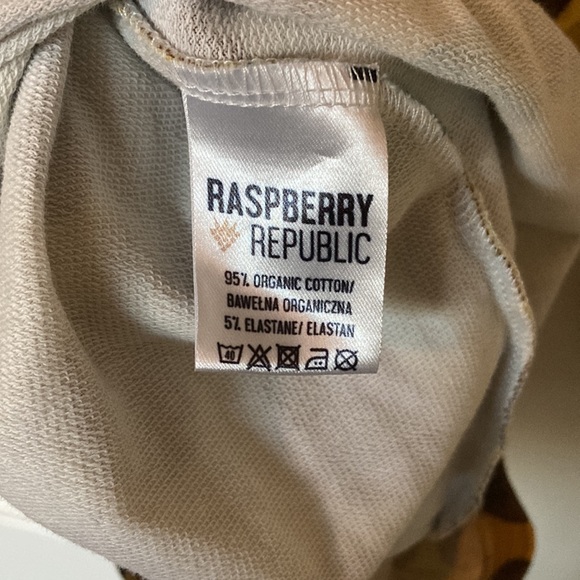 RASPBERRY
REPUBLIC
95% ORGANIC COTTON/
BAWEŁNA ORGANICZNA
5% ELASTANE/ ELASTAN
40